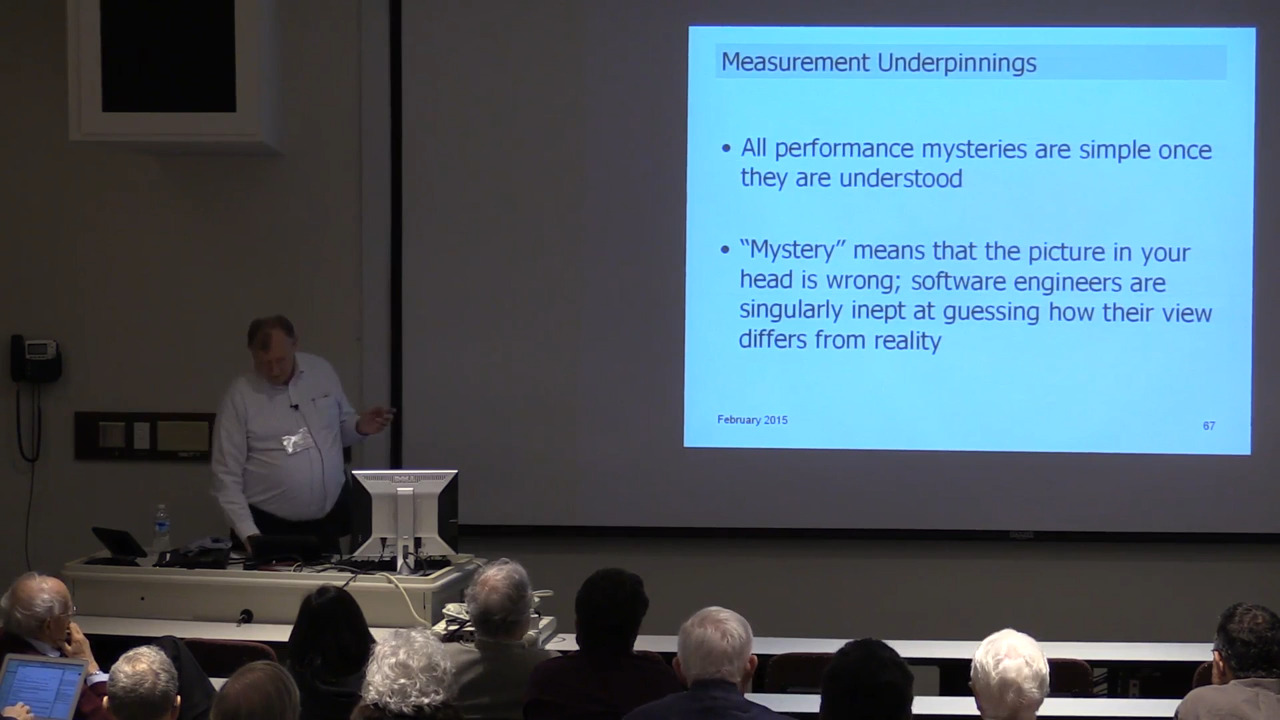 Measurement Underpinnings
• All performance mysteries are simple once
they are understood
• “Mystery” means that the picture in your
head is wrong; software engineers are
singularly inept at guessing how their view
differs from reality
February 2015
67
DELL